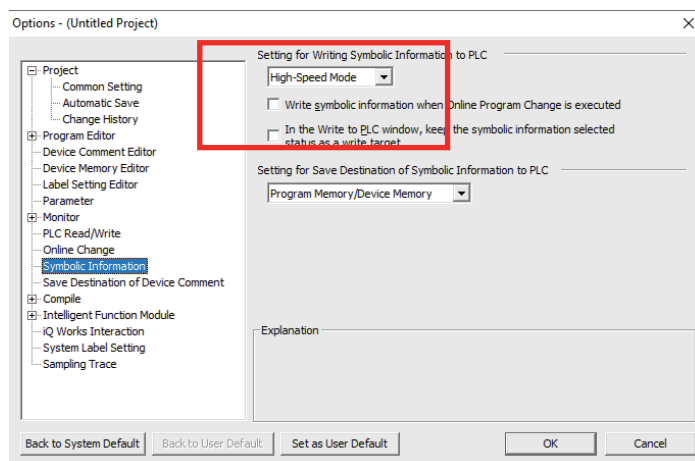 Options - (Untitled Project)
Project
Common Setting
Automatic Save
Change History
Program Editor
Device Comment Editor
Device Memory Editor
Label Setting Editor
Parameter
Monitor
PLC Read/Write
Online Change
Symbolic Information
Save Destination of Device Comment
Compile
Intelligent Function Module
iQ Works Interaction
System Label Setting
Sampling Trace
Setting for Writing Symbolic Information to PLC
High-Speed Mode
Write symbolic information when Online Program Change is executed
In the Write to PLC window, keep the symbolic information selected
status as a write target
Setting for Save Destination of Symbolic Information to PLC
Program Memory/Device Memory
Explanation
Back to System Default
Back to User Default
Set as User Default
OK
Cancel